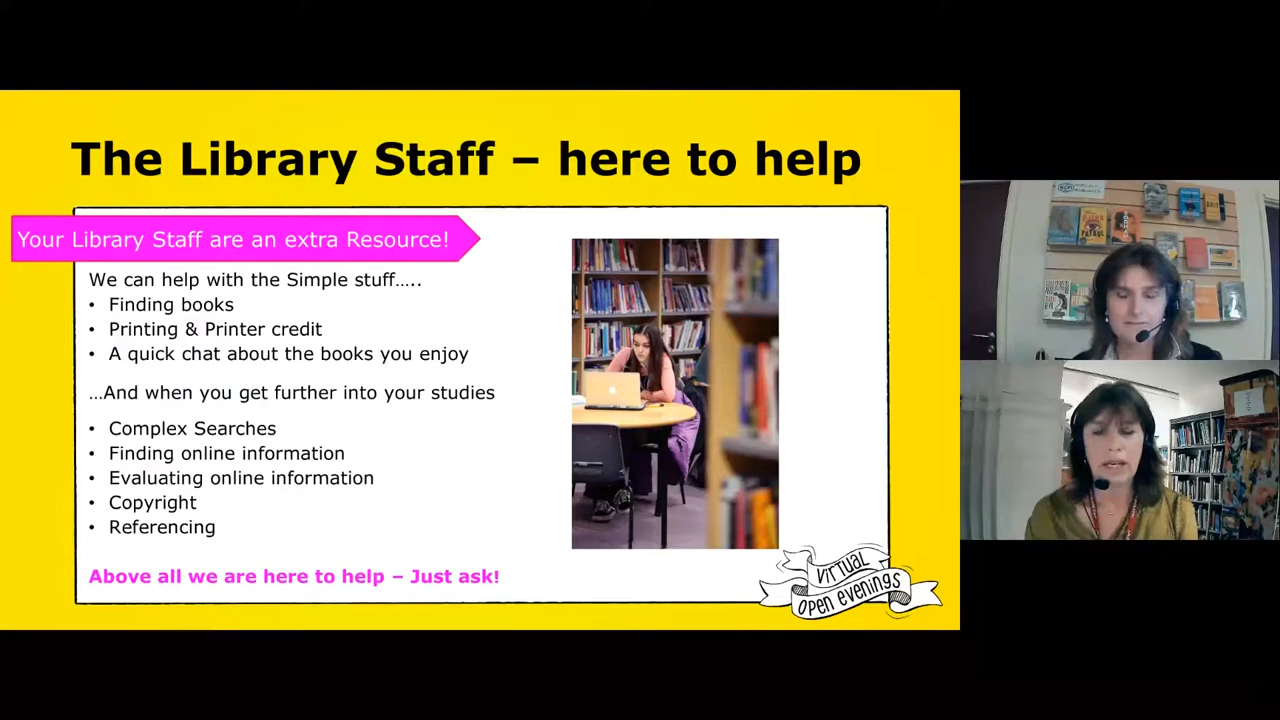 The Library Staff – here to help
Your Library Staff are an extra Resource!
We can help with the Simple stuff…..
• Finding books
• Printing & Printer credit
• A quick chat about the books you enjoy
…And when you get further into your studies
• Complex Searches
• Finding online information
• Evaluating online information
• Copyright
• Referencing
Above all we are here to help – Just ask!
VIRTUAL
OPEN EVENINGS